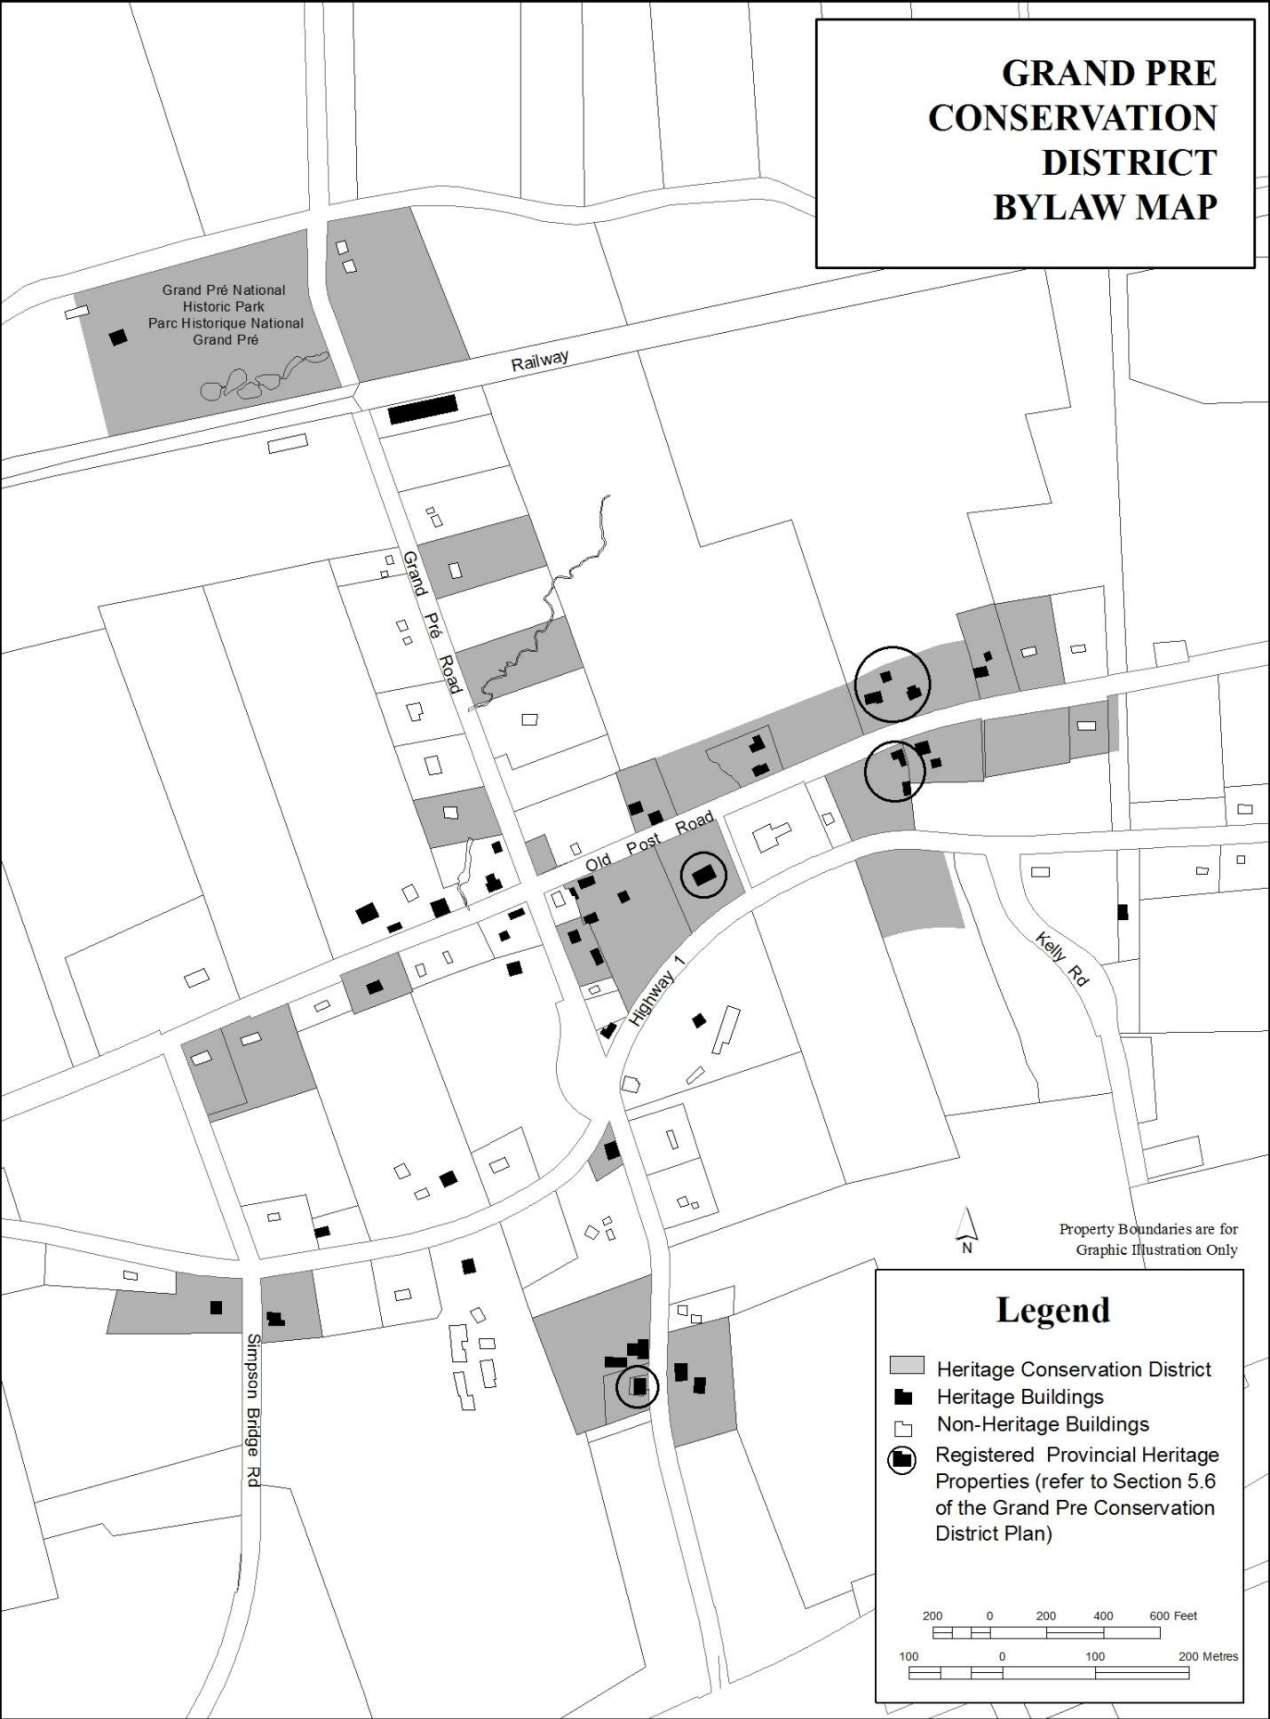 GRAND PRE
CONSERVATION
DISTRICT
BYLAW MAP
Grand Pré National
Historic Park
Parc Historique National
Grand Pré
Railway
Grand Pré Road
Old Post Road
Highway 1
Kelly Rd
Simpson Bridge Rd
N
Property Boundaries are for
Graphic Illustration Only
Legend
Heritage Conservation District
Heritage Buildings
Non-Heritage Buildings
Registered Provincial Heritage
Properties (refer to Section 5.6
of the Grand Pre Conservation
District Plan)
200 0 200 400 600 Feet
100 0 100 200 Metres